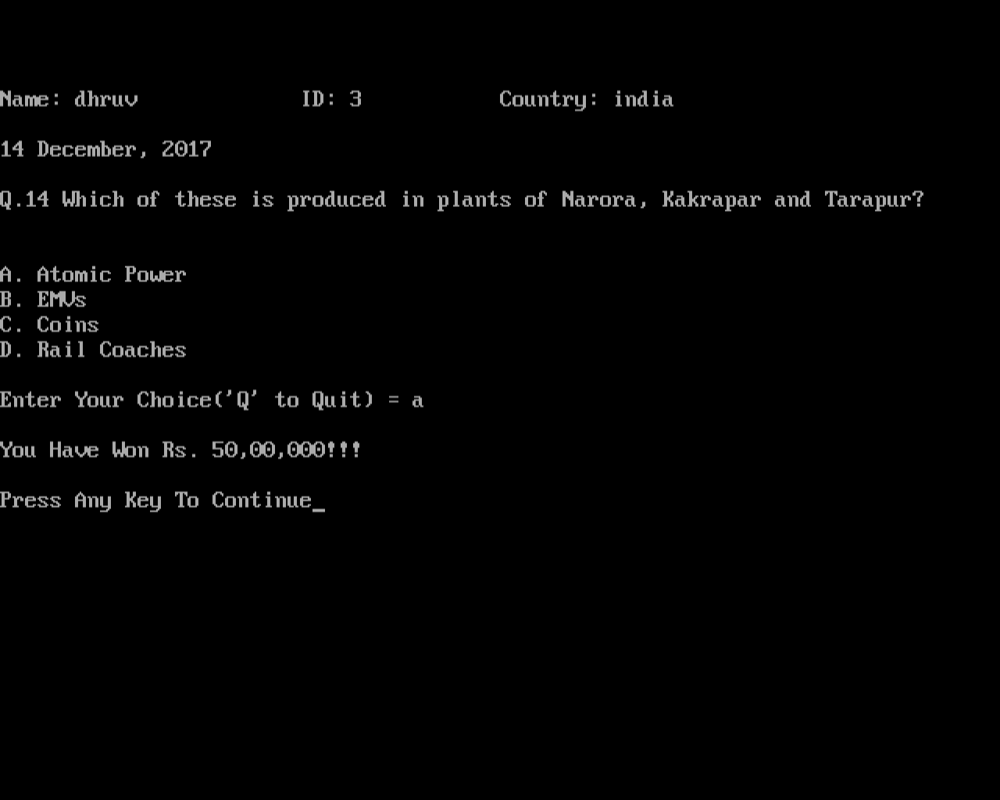 Name: dhruv ID: 3 Country: india
14 December, 2017
Q.14 Which of these is produced in plants of Narora, Kakrapar and Tarapur?
A. Atomic Power
B. EMVs
C. Coins
D. Rail Coaches
Enter Your Choice('Q' to Quit) = a
You Have Won Rs. 50,00,000!!!
Press Any Key To Continue_